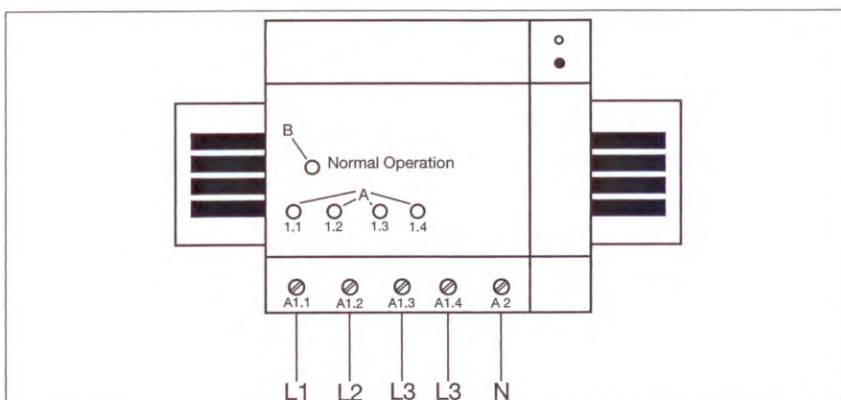 B
Normal Operation
A
1.1 1.2 1.3 1.4
A1.1 A1.2 A1.3 A1.4 A2
L1 L2 L3 L3 N